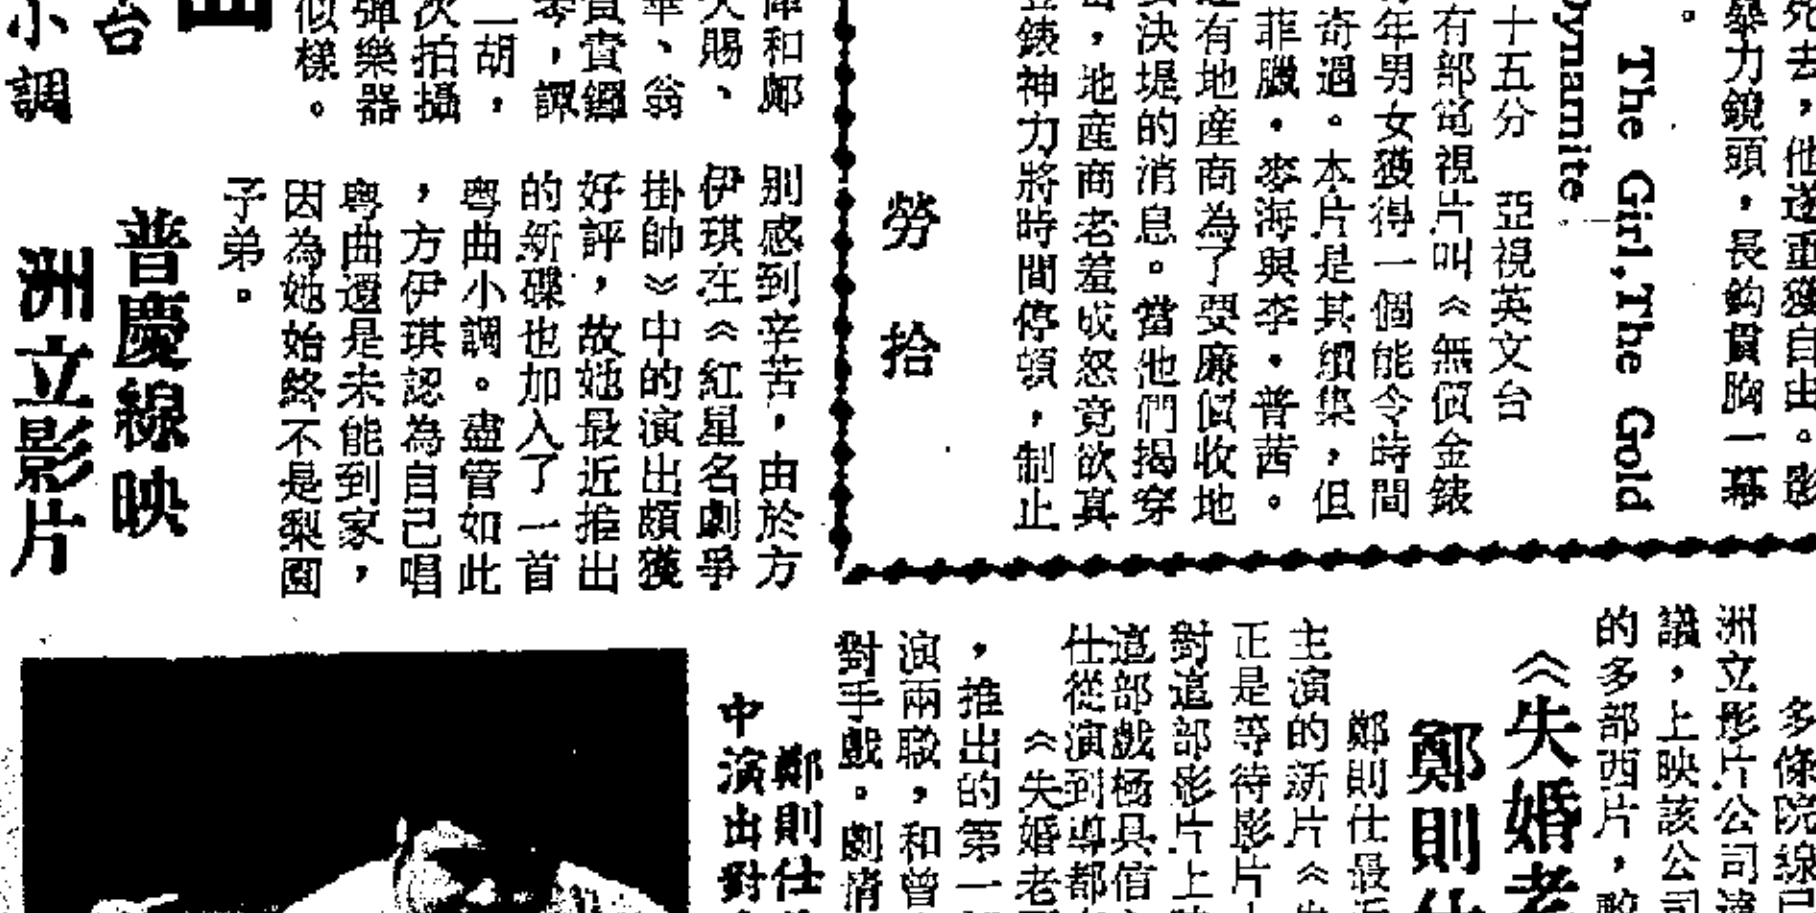 死去，他遂重獲自由。影
暴力鏡頭，長鈎貫胸一幕
。
The Girl, The Gold
Dynamite
十五分　亞視英文台
有部電視片叫《無價金錶
年男女獲得一個能令時間
奇遇。本片是其續集，但
菲臘・麥海與李・普茜。
有地產商為了要廉價收地
決堤的消息。當他們揭穿
，地產商老羞成怒竟欲真
錶神力將時間停頓，制止
勞拾
和鄺
賜、
、翁
賣鑼
，譚
二胡，
次拍攝
彈樂器
似樣。
曲
台
小調
別感到辛苦，由於方
伊琪在《紅星名劇爭
掛帥》中的演出頗獲
好評，故她最近推出
的新碟也加入了一首
粵曲小調。盡管如此
，方伊琪認為自己唱
粵曲還是未能到家，
因為她始終不是梨園
子弟。
普慶線映
洲立影片
多條院線已
洲立影片公司違
議，上映該公司
的多部西片，
《失婚老
鄭則仕
鄭則仕最近
主演的新片《失
正是等待影片上
對這部影片上
這部戲極具信
仕從演到導都
《失婚老
，推出的第一
演兩職，和曾
對手戲。劇情
鄭則仕
中演出對